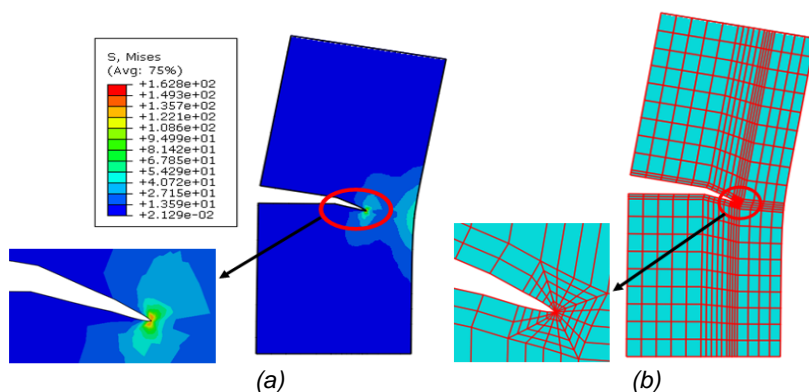 S, Mises
(Avg: 75%)
+1.628e+02
+1.493e+02
+1.357e+02
+1.221e+02
+1.086e+02
+9.499e+01
+8.142e+01
+6.785e+01
+5.429e+01
+4.072e+01
+2.715e+01
+1.359e+01
+2.129e-02
(a)
(b)